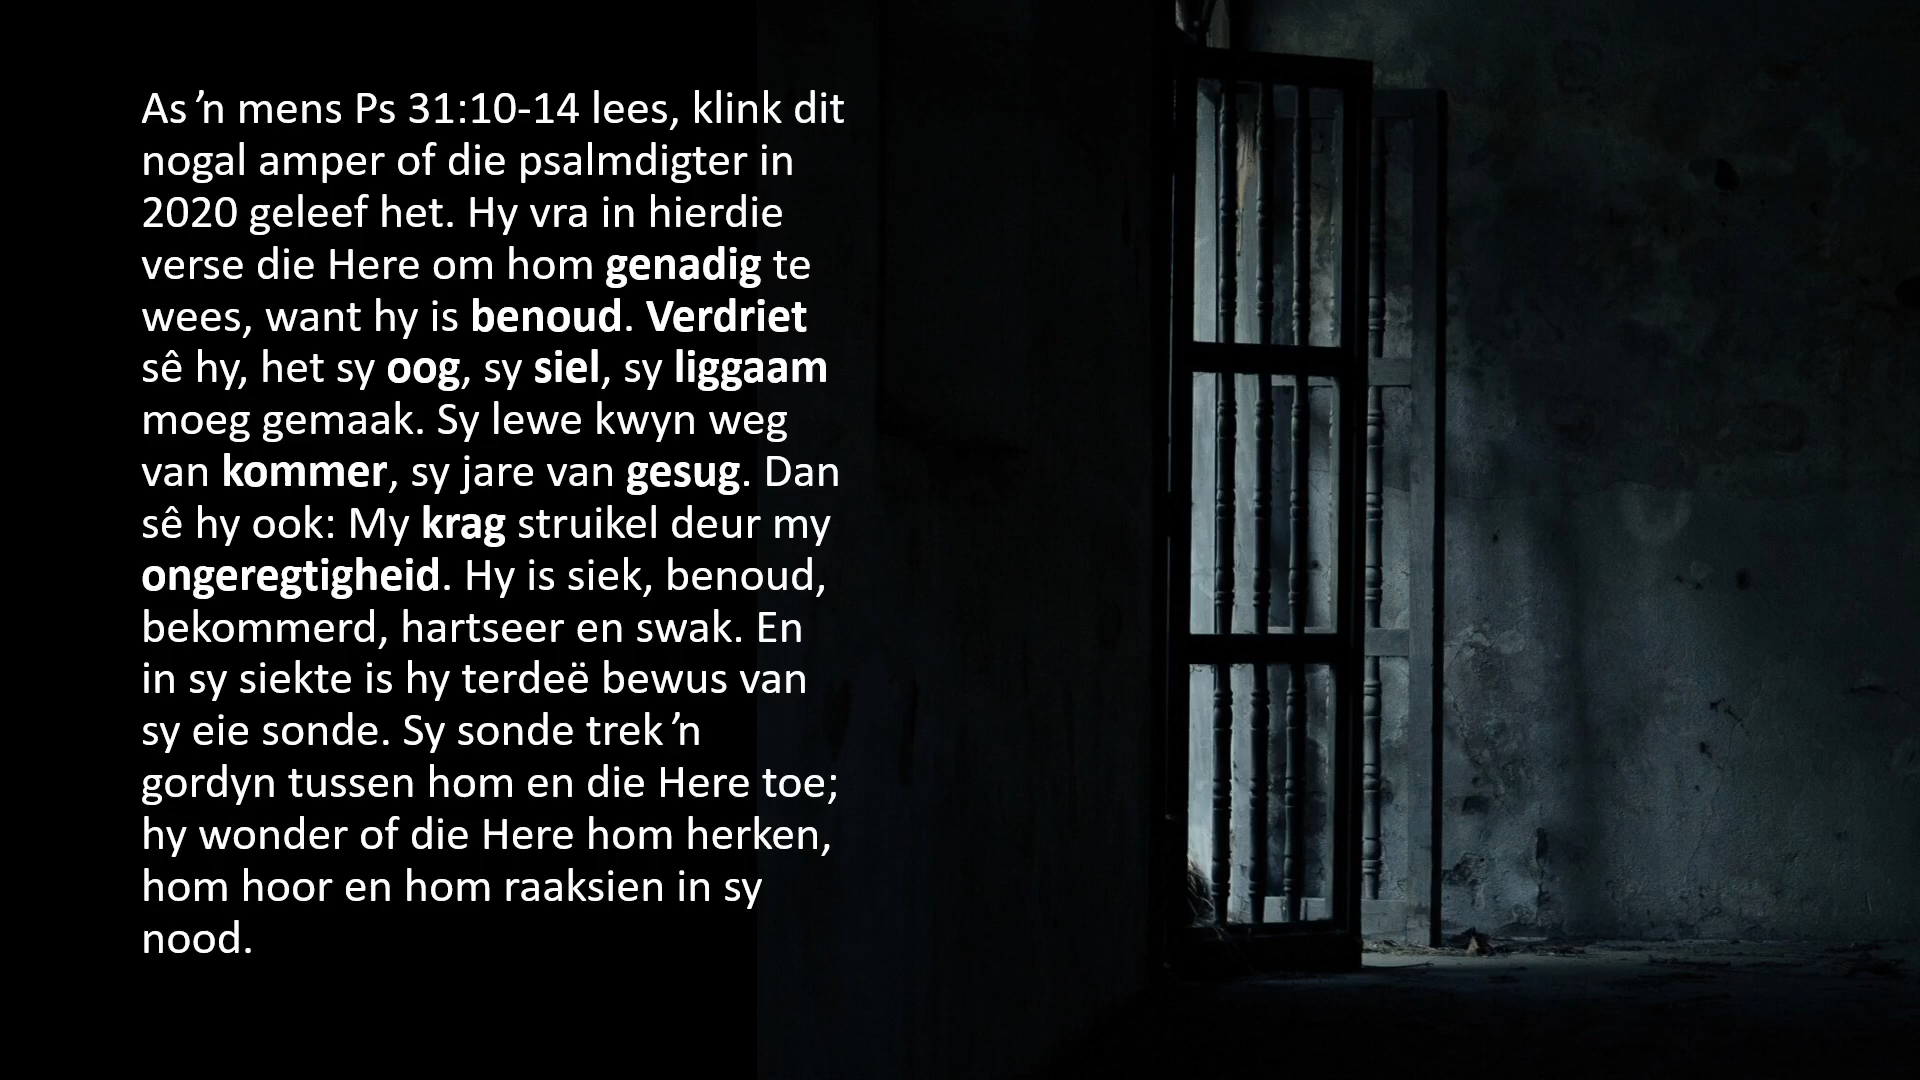 As ’n mens Ps 31:10-14 lees, klink dit
nogal amper of die psalmdigter in
2020 geleef het. Hy vra in hierdie
verse die Here om hom genadig te
wees, want hy is benoud. Verdriet
sê hy, het sy oog, sy siel, sy liggaam
moeg gemaak. Sy lewe kwyn weg
van kommer, sy jare van gesug. Dan
sê hy ook: My krag struikel deur my
ongeregtigheid. Hy is siek, benoud,
bekommerd, hartseer en swak. En
in sy siekte is hy terdeë bewus van
sy eie sonde. Sy sonde trek ’n
gordyn tussen hom en die Here toe;
hy wonder of die Here hom herken,
hom hoor en hom raaksien in sy
nood.